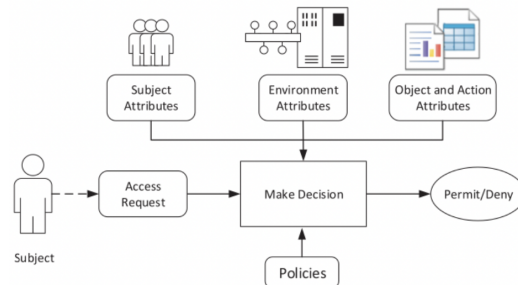 Subject
Attributes
Environment
Attributes
Object and Action
Attributes
Access
Request
Make Decision
Permit/Deny
Subject
Policies